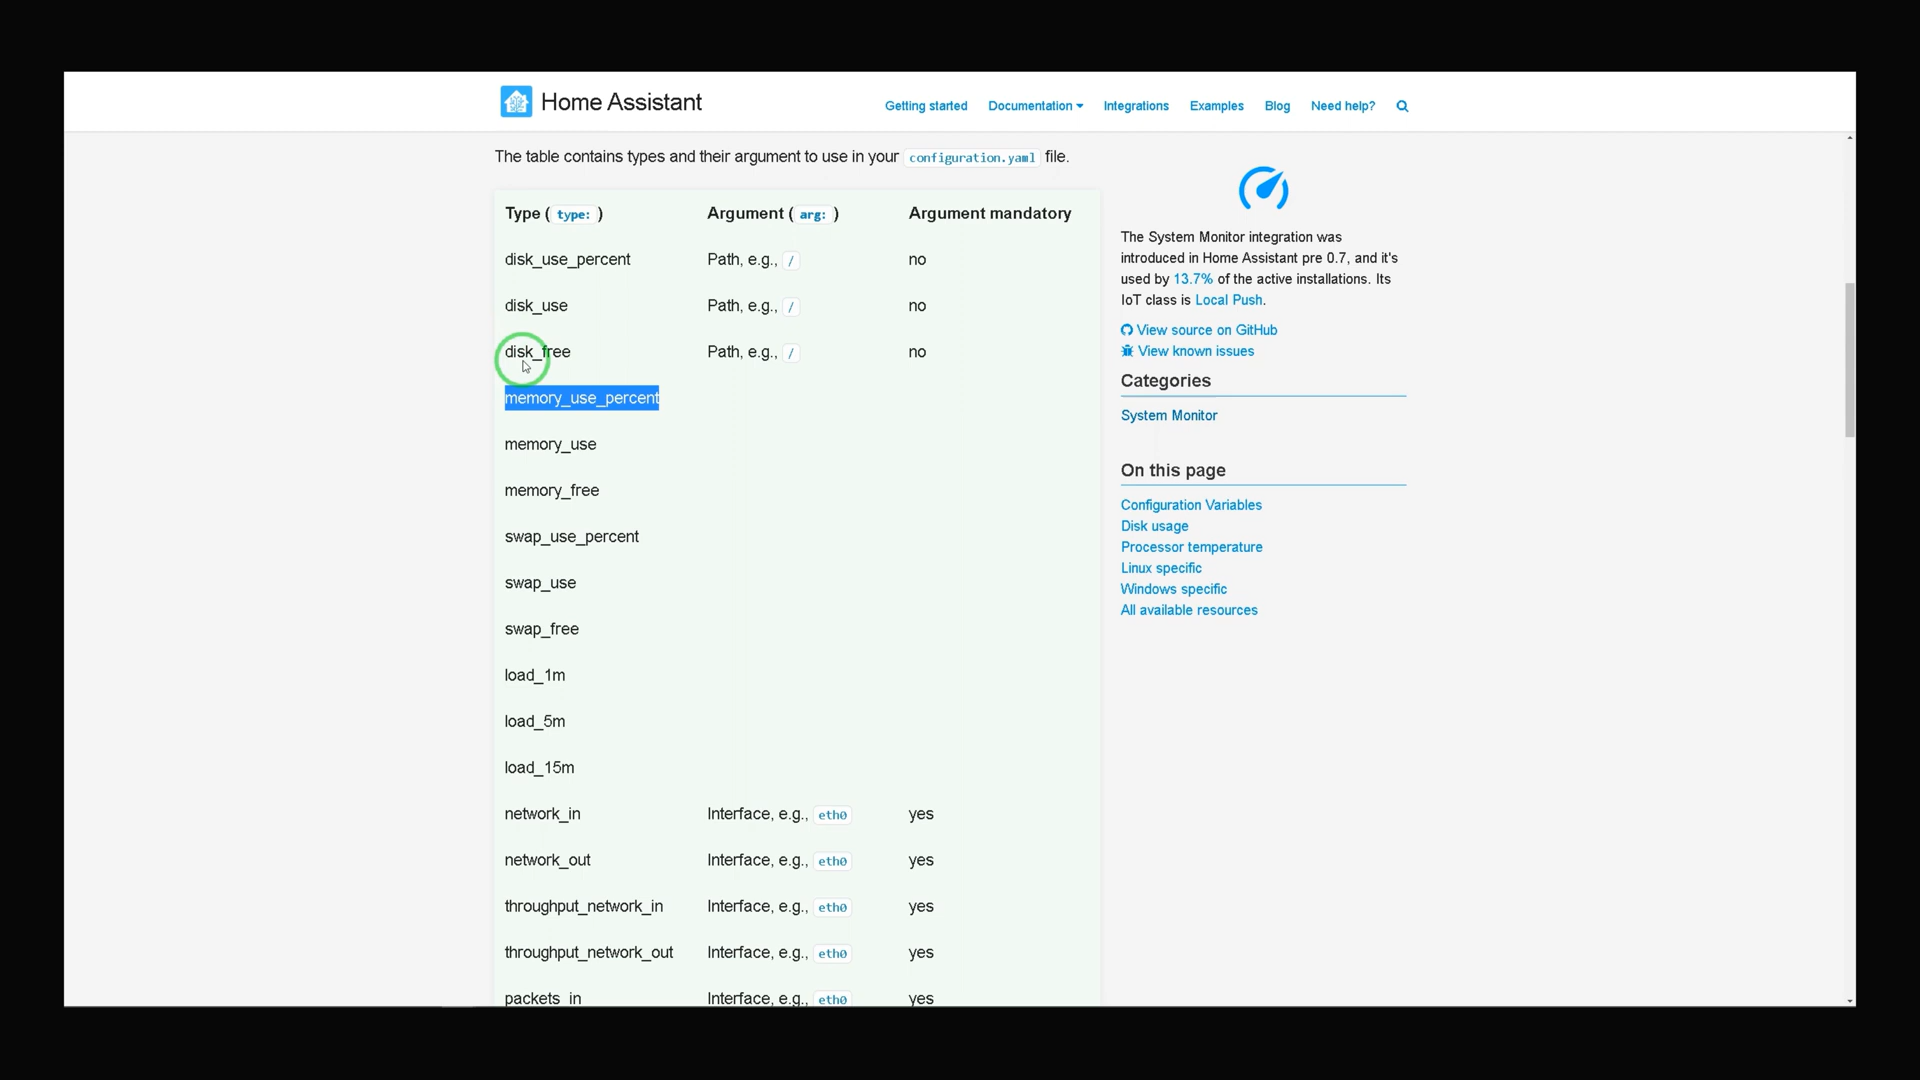 Home Assistant
Getting started Documentation Integrations Examples Blog Need help?
The table contains types and their argument to use in your configuration.yaml file.
Type ( type: ) Argument ( arg: ) Argument mandatory
disk_use_percent Path, e.g., / no
disk_use Path, e.g., / no
disk_free Path, e.g., / no
memory_use_percent
memory_use
memory_free
swap_use_percent
swap_use
swap_free
load_1m
load_5m
load_15m
network_in Interface, e.g., eth0 yes
network_out Interface, e.g., eth0 yes
throughput_network_in Interface, e.g., eth0 yes
throughput_network_out Interface, e.g., eth0 yes
packets_in Interface, e.g., eth0 yes
The System Monitor integration was
introduced in Home Assistant pre 0.7, and it's
used by 13.7% of the active installations. Its
IoT class is Local Push.
View source on GitHub
View known issues
Categories
System Monitor
On this page
Configuration Variables
Disk usage
Processor temperature
Linux specific
Windows specific
All available resources